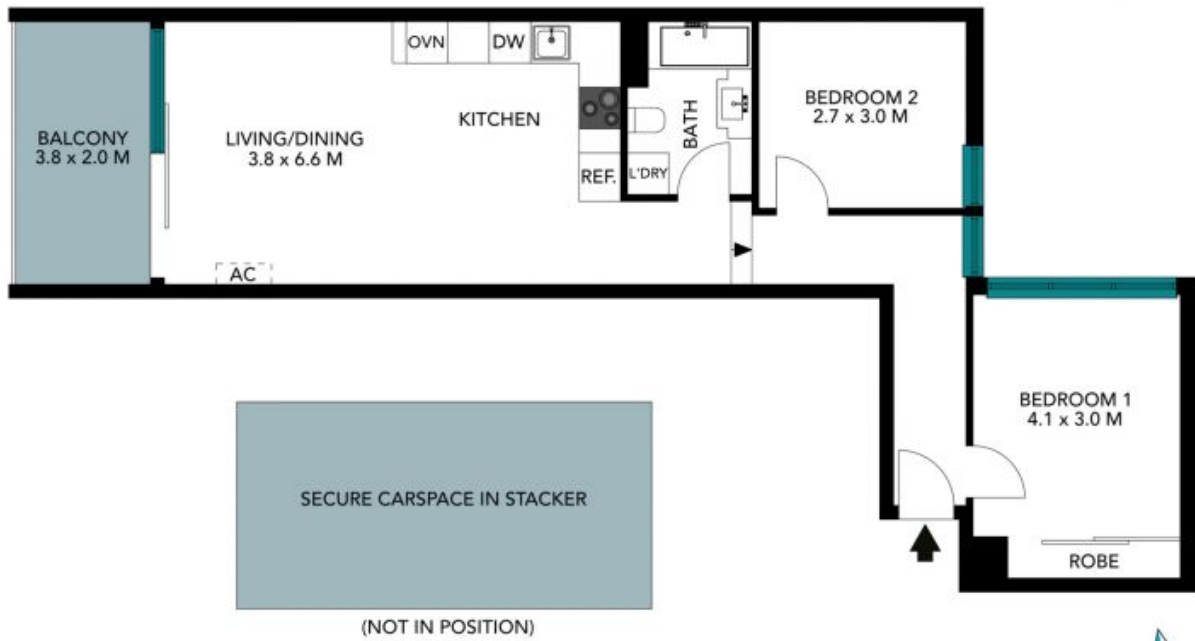 BALCONY
3.8 x 2.0 M
LIVING/DINING
3.8 x 6.6 M
AC
OVN
DW
KITCHEN
REF.
BATH
L'DRY
BEDROOM 2
2.7 x 3.0 M
BEDROOM 1
4.1 x 3.0 M
ROBE
SECURE CARSPACE IN STACKER
(NOT IN POSITION)